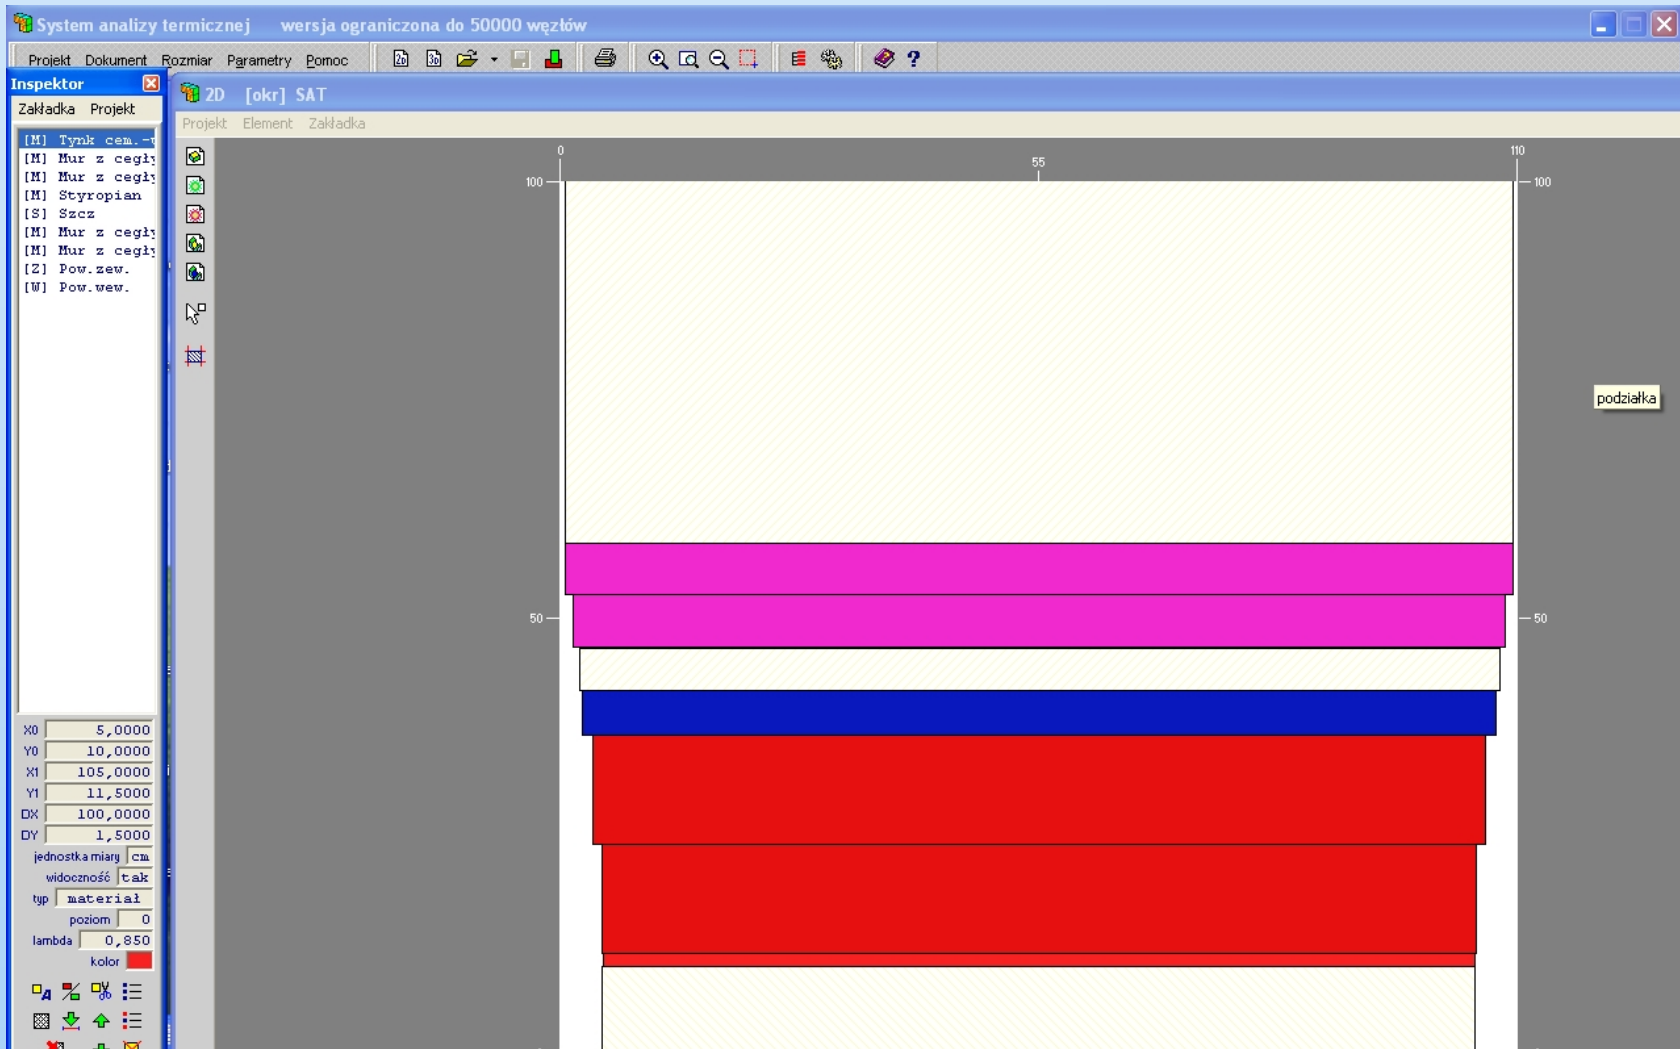 System analizy termicznej wersja ograniczona do 50000 węzłów
Projekt Dokument Rozmiar Parametry Pomoc
Inspektor
Zakładka Projekt
[M] Tynk cem.-
[M] Mur z cegły
[M] Mur z cegły
[M] Styropian
[S] Szcz
[M] Mur z cegły
[M] Mur z cegły
[Z] Pow.zew.
[W] Pow.wew.
X0 5,0000
Y0 10,0000
X1 105,0000
Y1 11,5000
DX 100,0000
DY 1,5000
jednostka miary cm
widoczność tak
typ materiał
poziom 0
lambda 0,850
kolor
2D [okr] SAT
Projekt Element Zakładka
0 55 110
100 100
podziałka
50 50